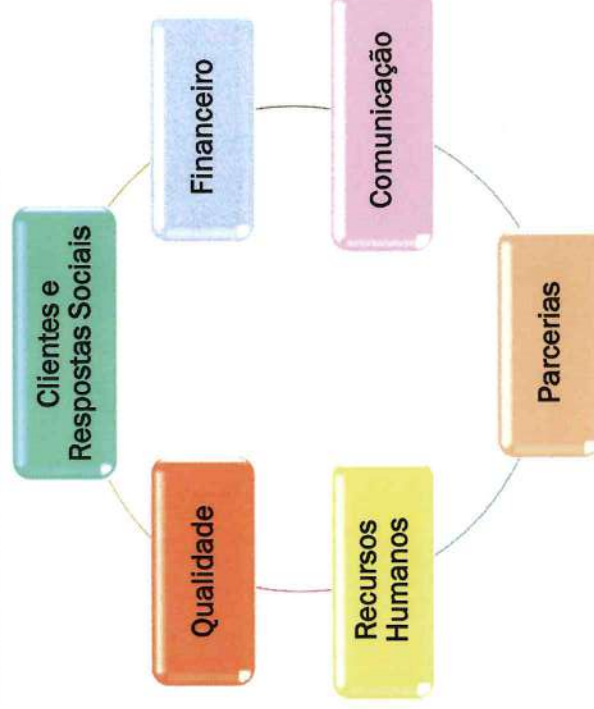 Clientes e
Respostas Sociais
Financeiro
Comunicação
Parcerias
Recursos
Humanos
Qualidade